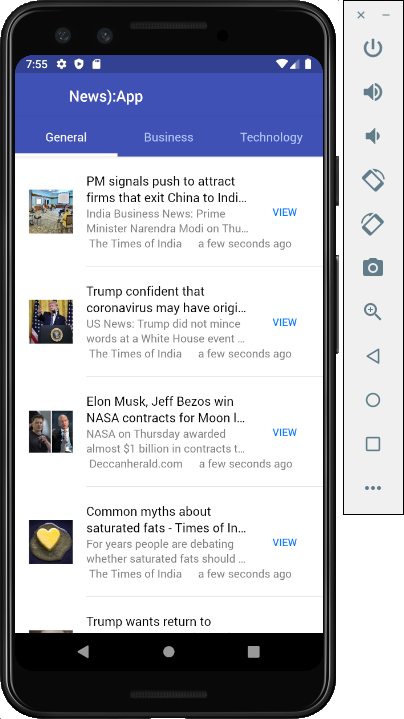 7:55
News):App
General Business Technology
PM signals push to attract
firms that exit China to Indi...
India Business News: Prime
Minister Narendra Modi on Thu...
The Times of India a few seconds ago
VIEW
Trump confident that
coronavirus may have origi...
US News: Trump did not mince
words at a White House event ...
The Times of India a few seconds ago
VIEW
Elon Musk, Jeff Bezos win
NASA contracts for Moon l...
NASA on Thursday awarded
almost $1 billion in contracts t...
Deccanherald.com a few seconds ago
VIEW
Common myths about
saturated fats - Times of In...
For years people are debating
whether saturated fats should ...
The Times of India a few seconds ago
VIEW
Trump wants return to